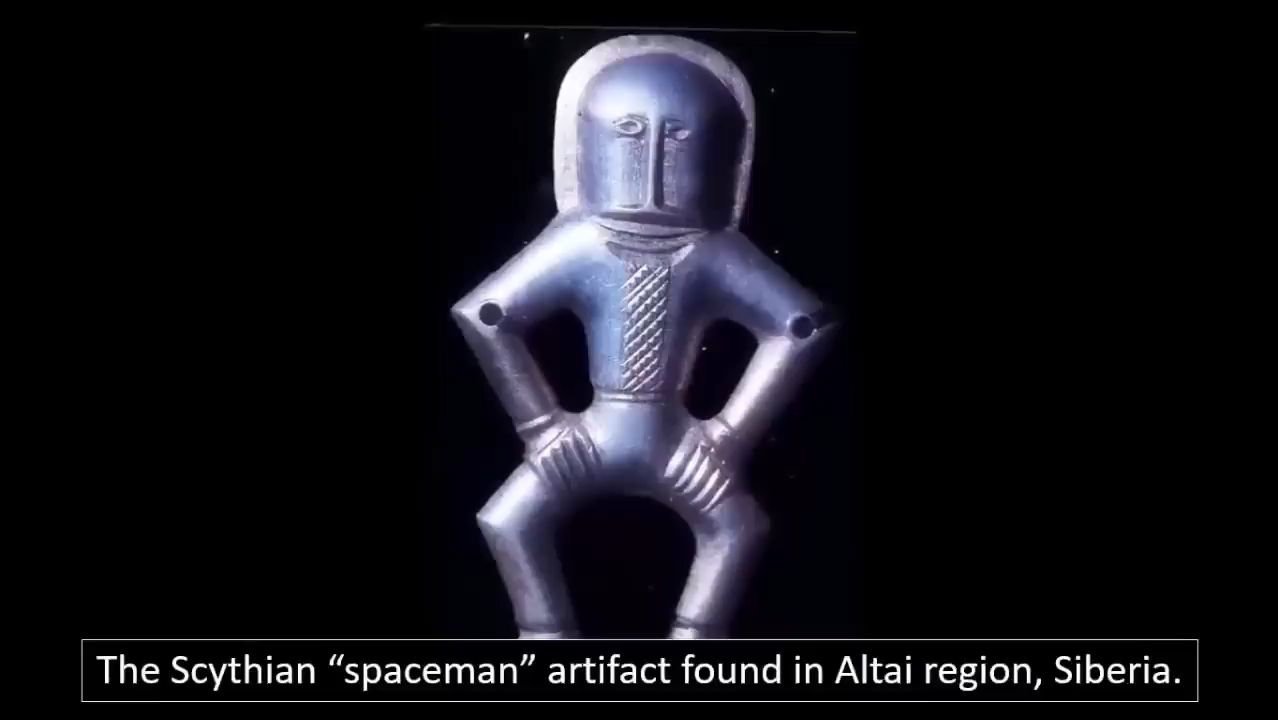 The Scythian “spaceman” artifact found in Altai region, Siberia.